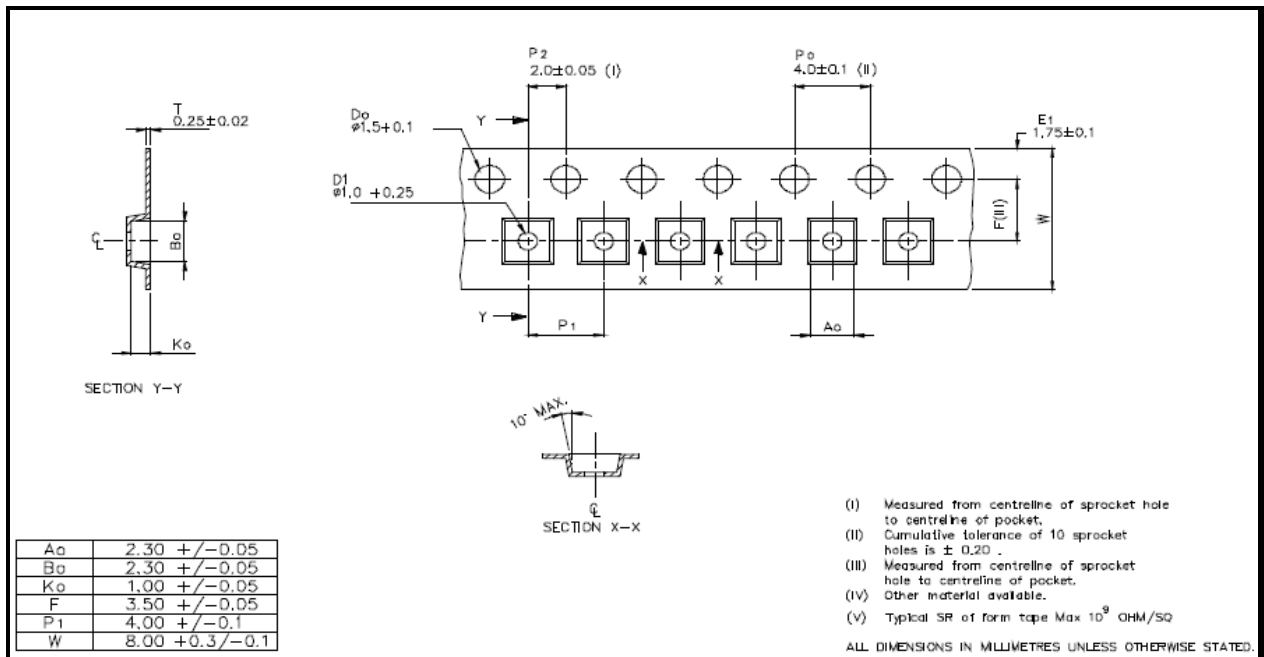 P2
2.0±0.05 (I)
Po
4.0±0.1 (II)
T
0.25±0.02
Do
ø1.5+0.1
Y
E1
1.75±0.1
D1
ø1.0 +0.25
F(III)
W
℄
Bo
X
X
Y
P1
Ao
Ko
SECTION Y-Y
10° MAX.
℄
SECTION X-X
Ao 2.30 +/-0.05
Bo 2.30 +/-0.05
Ko 1.00 +/-0.05
F 3.50 +/-0.05
P1 4.00 +/-0.1
W 8.00 +0.3/-0.1
(I) Measured from centreline of sprocket hole
to centreline of pocket.
(II) Cumulative tolerance of 10 sprocket
holes is ± 0.20 .
(III) Measured from centreline of sprocket
hole to centreline of pocket.
(IV) Other material available.
(V) Typical SR of form tape Max 10⁹ OHM/SQ
ALL DIMENSIONS IN MILLIMETRES UNLESS OTHERWISE STATED.